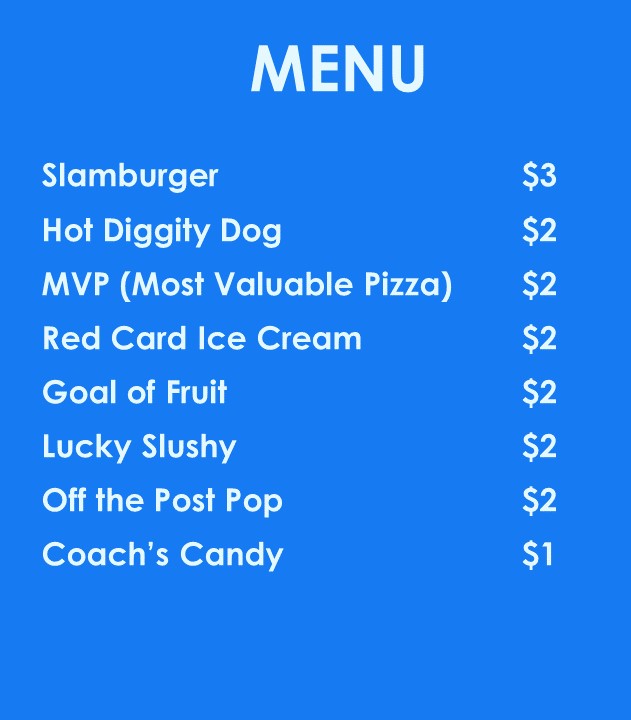 MENU
Slamburger $3
Hot Diggity Dog $2
MVP (Most Valuable Pizza) $2
Red Card Ice Cream $2
Goal of Fruit $2
Lucky Slushy $2
Off the Post Pop $2
Coach’s Candy $1